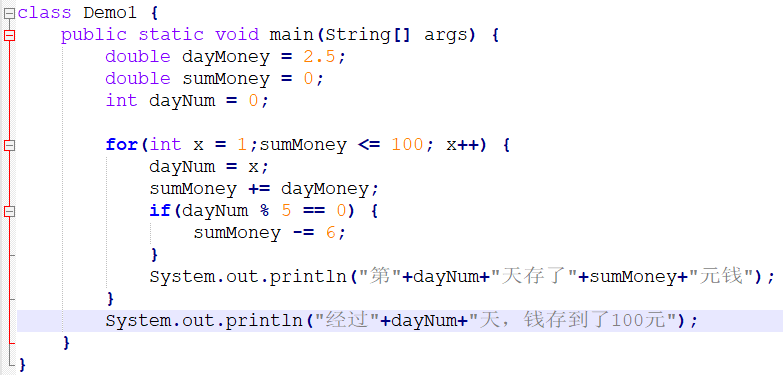 class Demo1 {
    public static void main(String[] args) {
        double dayMoney = 2.5;
        double sumMoney = 0;
        int dayNum = 0;

        for(int x = 1;sumMoney <= 100; x++) {
            dayNum = x;
            sumMoney += dayMoney;
            if(dayNum % 5 == 0) {
                sumMoney -= 6;
            }
            System.out.println("第"+dayNum+"天存了"+sumMoney+"元钱");
        }
        System.out.println("经过"+dayNum+"天，钱存到了100元");
    }
}